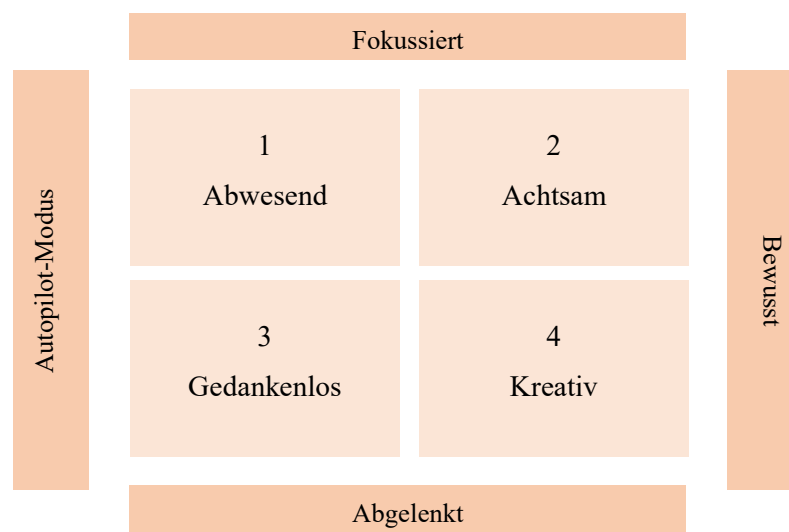 Fokussiert
Autopilot-Modus
1
Abwesend
2
Achtsam
Bewusst
3
Gedankenlos
4
Kreativ
Abgelenkt